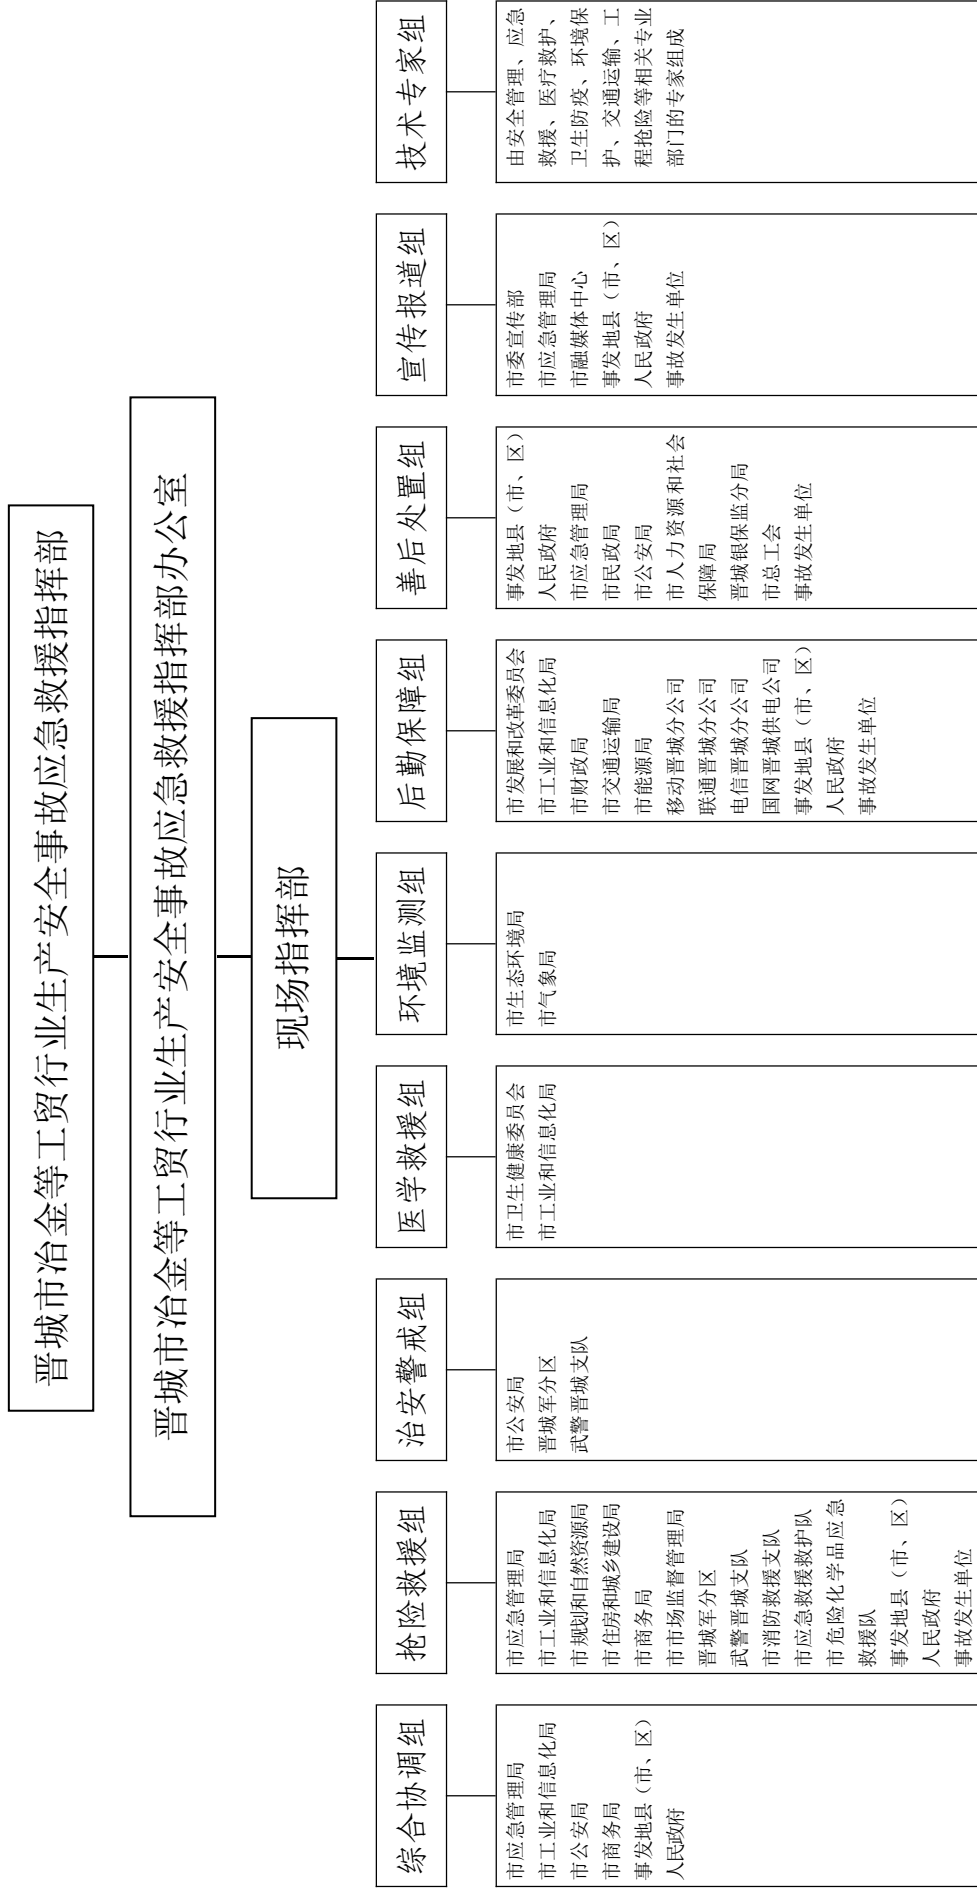 晋城市冶金等工贸行业生产安全事故应急救援指挥部
晋城市冶金等工贸行业生产安全事故应急救援指挥部办公室
现场指挥部
综合协调组
市应急管理局
市工业和信息化局
市公安局
市商务局
事发地县（市、区）
人民政府
抢险救援组
市应急管理局
市工业和信息化局
市规划和自然资源局
市住房和城乡建设局
市商务局
市市场监督管理局
晋城军分区
武警晋城支队
市消防救援支队
市应急救援救护队
市危险化学品应急
救援队
事发地县（市、区）
人民政府
事故发生单位
治安警戒组
市公安局
晋城军分区
武警晋城支队
医学救援组
市卫生健康委员会
市工业和信息化局
环境监测组
市生态环境局
市气象局
后勤保障组
市发展和改革委员会
市工业和信息化局
市财政局
市交通运输局
市能源局
移动晋城分公司
联通晋城分公司
电信晋城分公司
国网晋城供电公司
事发地县（市、区）
人民政府
事故发生单位
善后处置组
事发地县（市、区）
人民政府
市应急管理局
市民政局
市公安局
市人力资源和社会
保障局
晋城银保监分局
市总工会
事故发生单位
宣传报道组
市委宣传部
市应急管理局
市融媒体中心
事发地县（市、区）
人民政府
事故发生单位
技术专家组
由安全管理、应急
救援、医疗救护、
卫生防疫、环境保
护、交通运输、工
程抢险等相关专业
部门的专家组成